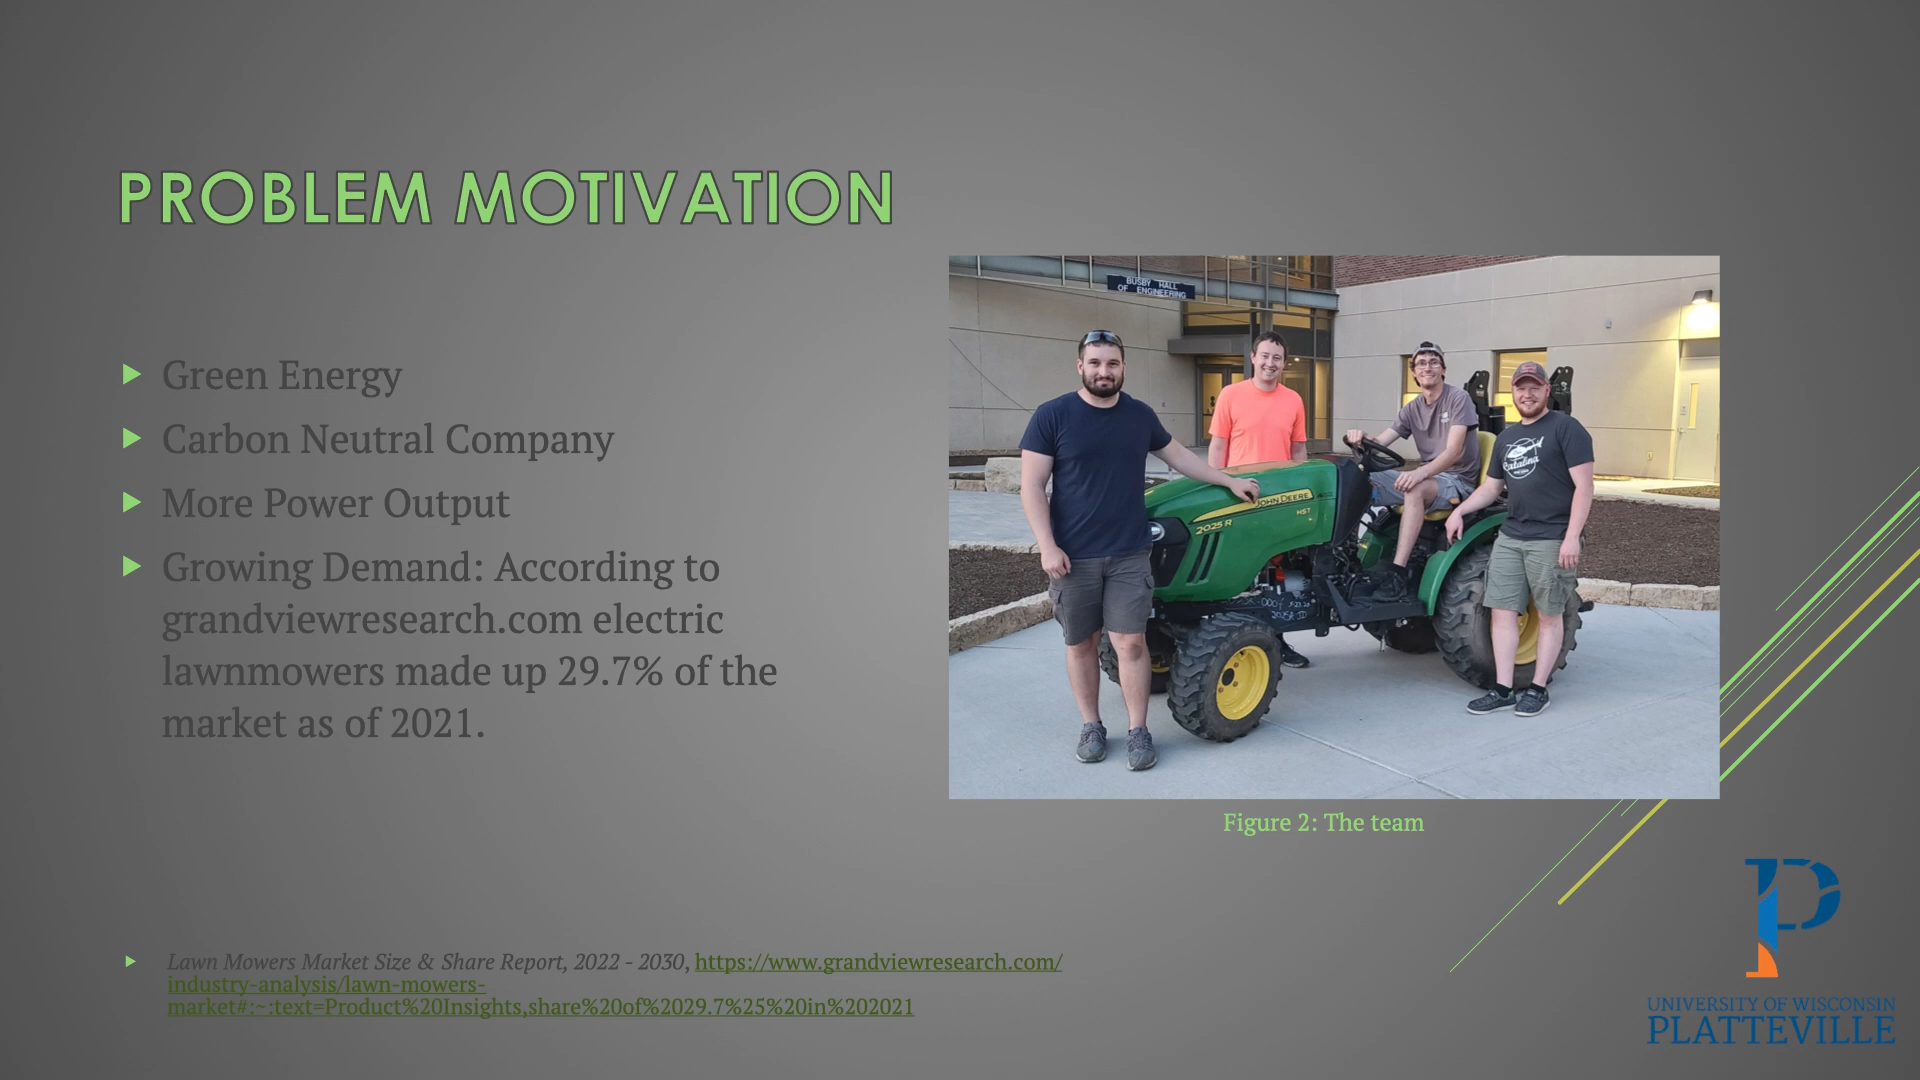 PROBLEM MOTIVATION
Green Energy
Carbon Neutral Company
More Power Output
Growing Demand: According to
grandviewresearch.com electric
lawnmowers made up 29.7% of the
market as of 2021.
BUSBY HALL
OF ENGINEERING
JOHN DEERE
HST
2025 R
Catalina
Figure 2: The team
Lawn Mowers Market Size & Share Report, 2022 - 2030, https://www.grandviewresearch.com/
industry-analysis/lawn-mowers-
market#:~:text=Product%20Insights,share%20of%2029.7%25%20in%202021
P
UNIVERSITY OF WISCONSIN
PLATTEVILLE